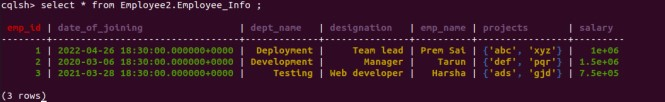 cqlsh> select * from Employee2.Employee_Info ;
emp_id | date_of_joining | dept_name | designation | emp_name | projects | salary
1 | 2022-04-26 18:30:00.000000+0000 | Deployment | Team lead | Prem Sai | {'abc', 'xyz'} | 1e+06
2 | 2020-03-06 18:30:00.000000+0000 | Development | Manager | Tarun | {'def', 'pqr'} | 1.5e+06
3 | 2021-03-28 18:30:00.000000+0000 | Testing | Web developer | Harsha | {'ads', 'gjd'} | 7.5e+05
(3 rows)